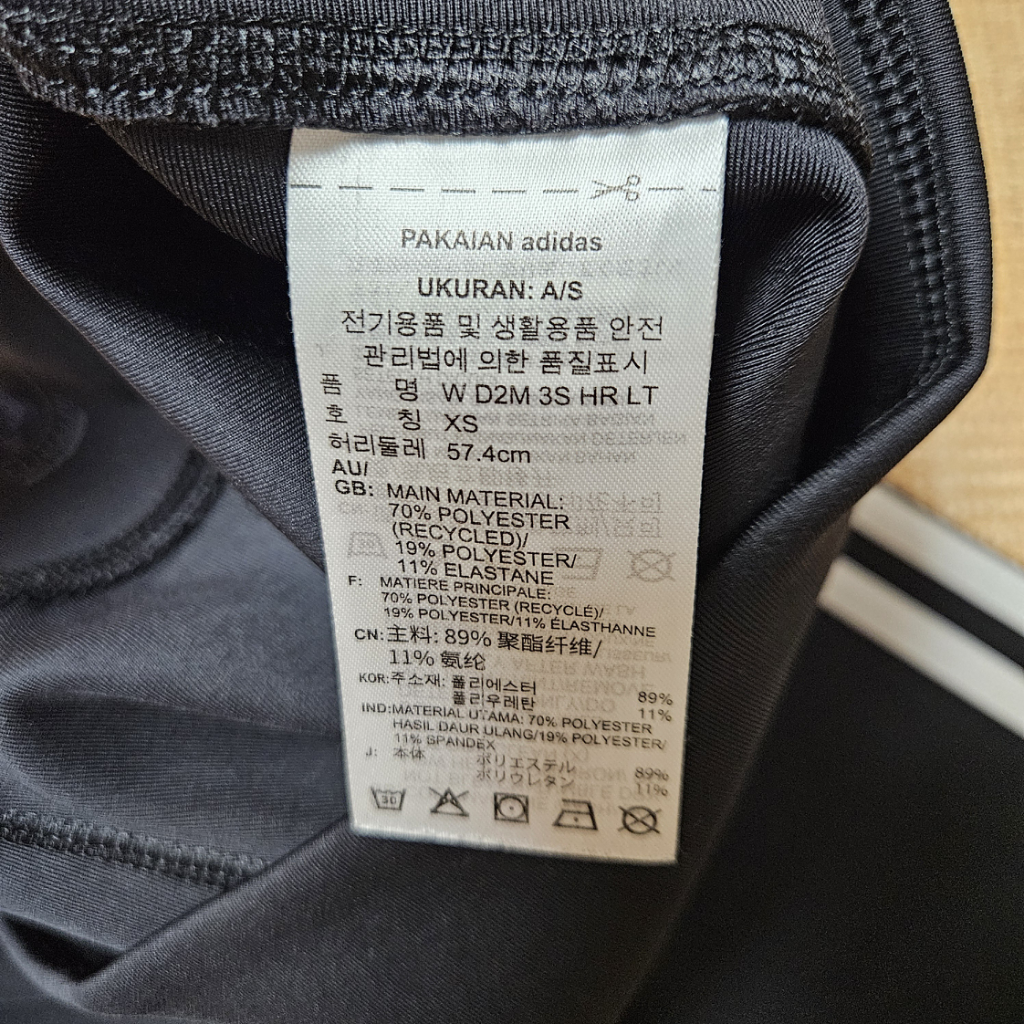 PAKAIAN adidas
UKURAN: A/S
전기용품 및 생활용품 안전
관리법에 의한 품질표시
품 명 W D2M 3S HR LT
호 칭 XS
허리둘레 57.4cm
AU/
GB: MAIN MATERIAL:
70% POLYESTER
(RECYCLED)/
19% POLYESTER/
11% ELASTANE
F: MATIERE PRINCIPALE:
70% POLYESTER (RECYCLÉ)/
19% POLYESTER/11% ÉLASTHANNE
CN: 主料: 89% 聚酯纤维/
11% 氨纶
KOR: 주소재: 폴리에스터 89%
폴리우레탄 11%
IND: MATERIAL UTAMA: 70% POLYESTER
HASIL DAUR ULANG/19% POLYESTER/
11% SPANDEX
J: 本体 ポリエステル 89%
ポリウレタン 11%
30